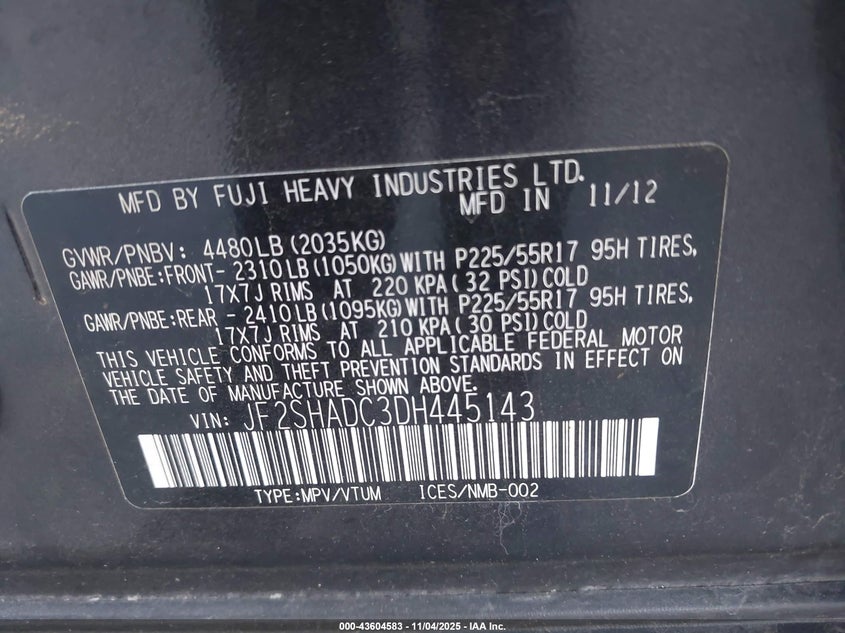 MFD BY FUJI HEAVY INDUSTRIES LTD.
MFD IN 11/12
GVWR/PNBV: 4480LB (2035KG)
GAWR/PNBE:FRONT- 2310LB (1050KG) WITH P225/55R17 95H TIRES,
17X7J RIMS AT 220 KPA ( 32 PSI) COLD
GAWR/PNBE:REAR - 2410LB (1095KG) WITH P225/55R17 95H TIRES,
17X7J RIMS AT 210 KPA ( 30 PSI) COLD
THIS VEHICLE CONFORMS TO ALL APPLICABLE FEDERAL MOTOR
VEHICLE SAFETY AND THEFT PREVENTION STANDARDS IN EFFECT ON
THE DATE OF MANUFACTURE SHOWN ABOVE.
VIN: JF2SHADC3DH445143
TYPE:MPV/VTUM ICES/NMB-002
000-43604583 - 11/04/2025 - IAA Inc.